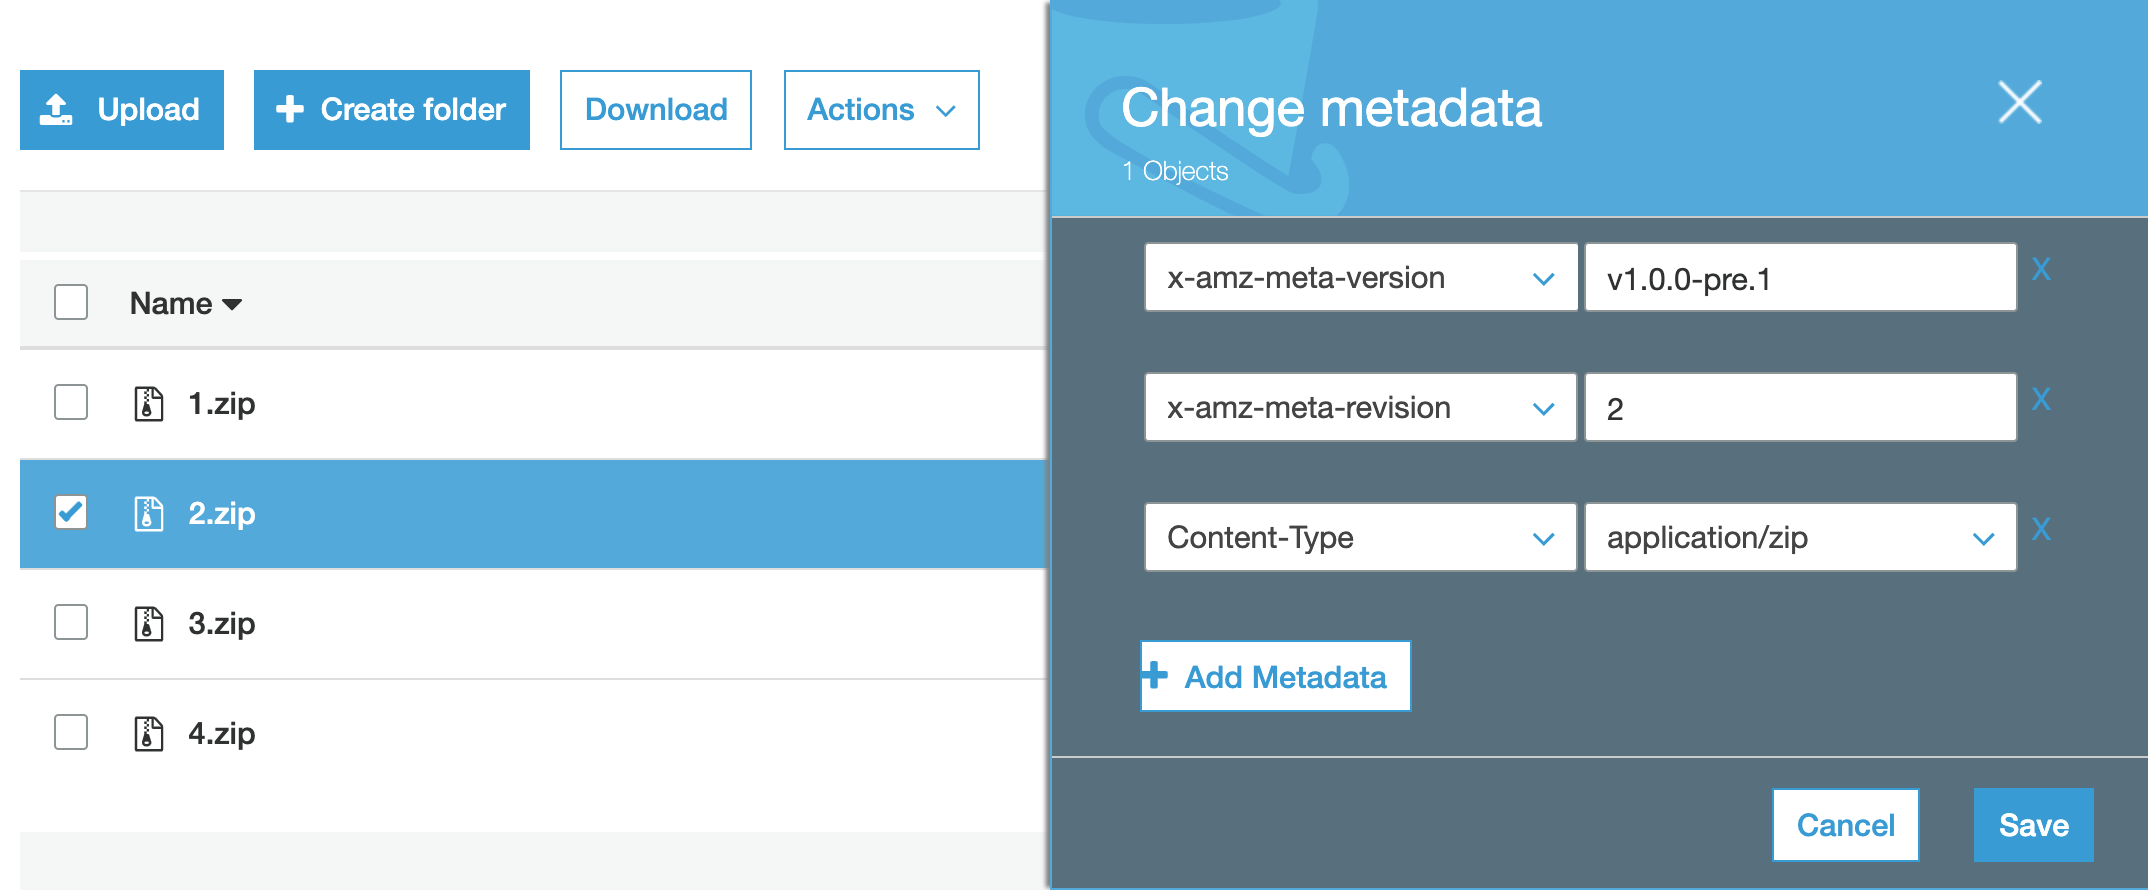 Upload
Create folder
Download
Actions
Name
1.zip
2.zip
3.zip
4.zip
Change metadata
1 Objects
x-amz-meta-version v1.0.0-pre.1 X
x-amz-meta-revision 2 X
Content-Type application/zip X
Add Metadata
Cancel
Save